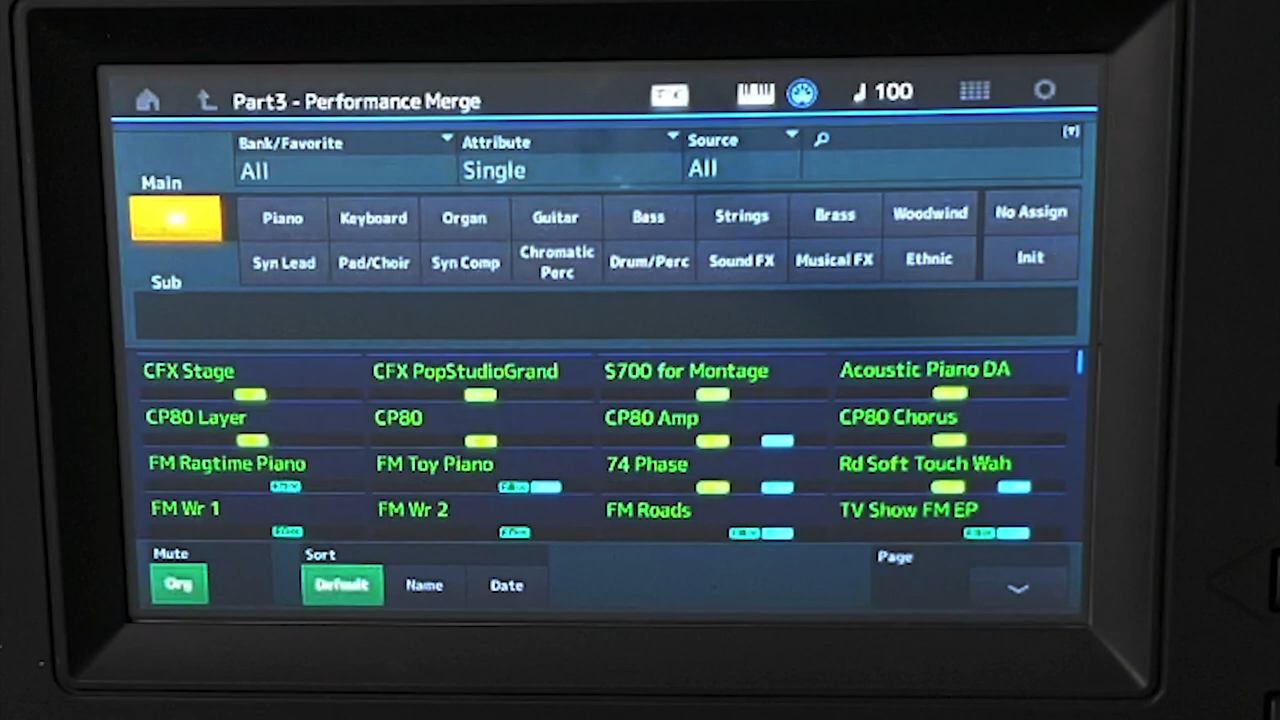 Part3 - Performance Merge
100
Bank/Favorite Attribute Source
All Single All
Main
Piano Keyboard Organ Guitar Bass Strings Brass Woodwind No Assign
Syn Lead Pad/Choir Syn Comp Chromatic Perc Drum/Perc Sound FX Musical FX Ethnic Init
Sub
CFX Stage CFX PopStudioGrand S700 for Montage Acoustic Piano DA
CP80 Layer CP80 CP80 Amp CP80 Chorus
FM Ragtime Piano FM Toy Piano 74 Phase Rd Soft Touch Wah
FM Wr 1 FM Wr 2 FM Roads TV Show FM EP
Mute Sort Page
Org Default Name Date